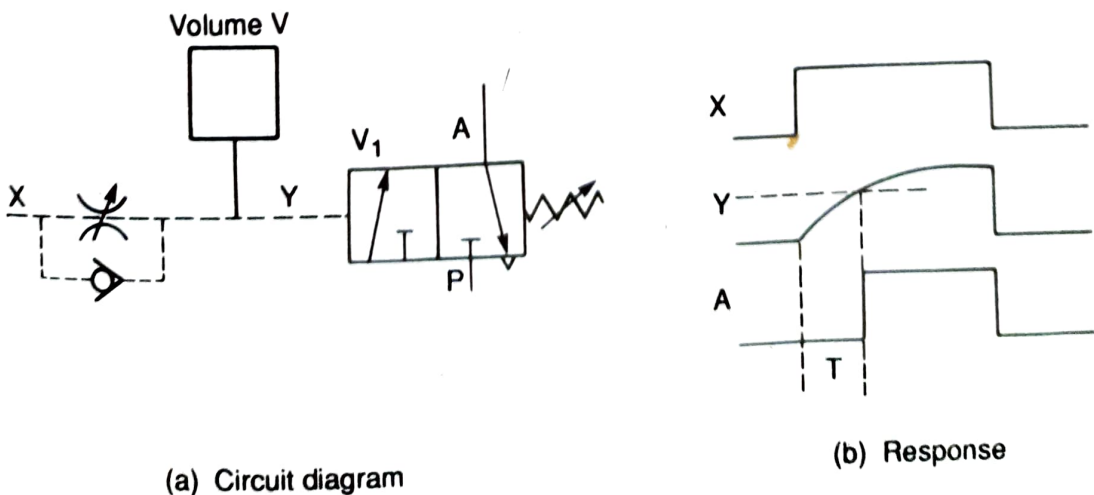 Volume V
V1
A
X
Y
P
(a) Circuit diagram
X
Y
A
T
(b) Response